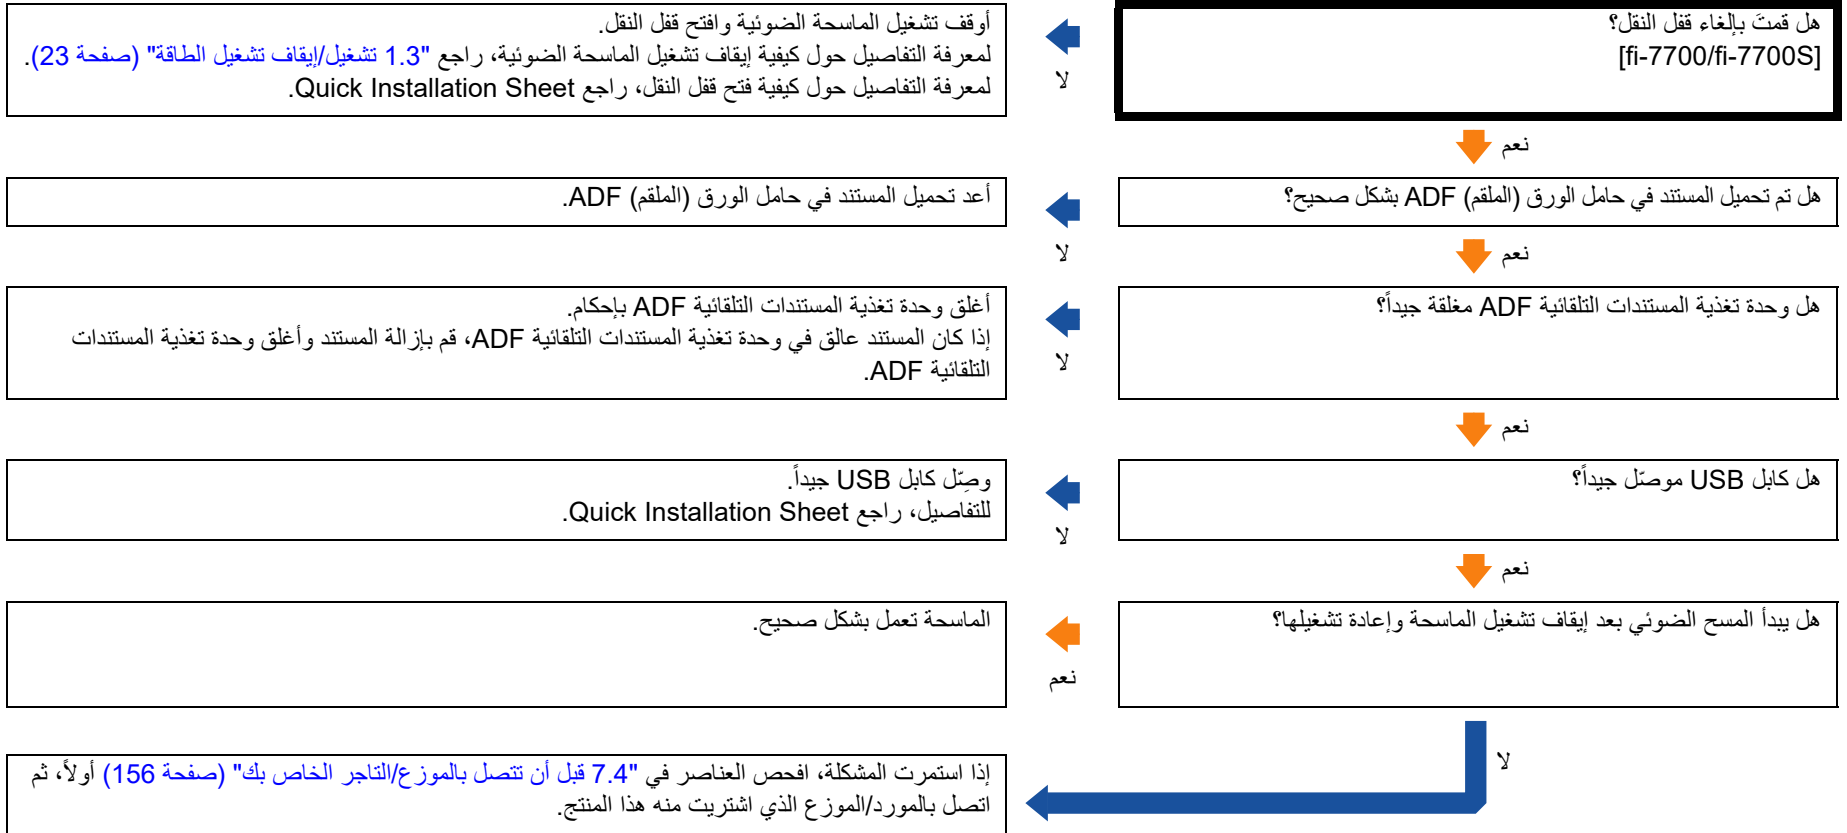 هل قمتَ بإلغاء قفل النقل؟
[fi-7700/fi-7700S]
لا
أوقف تشغيل الماسحة الضوئية وافتح قفل النقل.
لمعرفة التفاصيل حول كيفية إيقاف تشغيل الماسحة الضوئية، راجع "1.3 تشغيل/إيقاف تشغيل الطاقة" (صفحة 23).
لمعرفة التفاصيل حول كيفية فتح قفل النقل، راجع Quick Installation Sheet.
نعم
هل تم تحميل المستند في حامل الورق (الملقم) ADF بشكل صحيح؟
لا
أعد تحميل المستند في حامل الورق (الملقم) ADF.
نعم
هل وحدة تغذية المستندات التلقائية ADF مغلقة جيداً؟
لا
أغلق وحدة تغذية المستندات التلقائية ADF بإحكام.
إذا كان المستند عالق في وحدة تغذية المستندات التلقائية ADF، قم بإزالة المستند وأغلق وحدة تغذية المستندات
التلقائية ADF.
نعم
هل كابل USB موصّل جيداً؟
لا
وصِّل كابل USB جيداً.
للتفاصيل، راجع Quick Installation Sheet.
نعم
هل يبدأ المسح الضوئي بعد إيقاف تشغيل الماسحة وإعادة تشغيلها؟
نعم
الماسحة تعمل بشكل صحيح.
لا
إذا استمرت المشكلة، افحص العناصر في "7.4 قبل أن تتصل بالموزع/التاجر الخاص بك" (صفحة 156) أولاً، ثم
اتصل بالمورد/الموزع الذي اشتريت منه هذا المنتج.